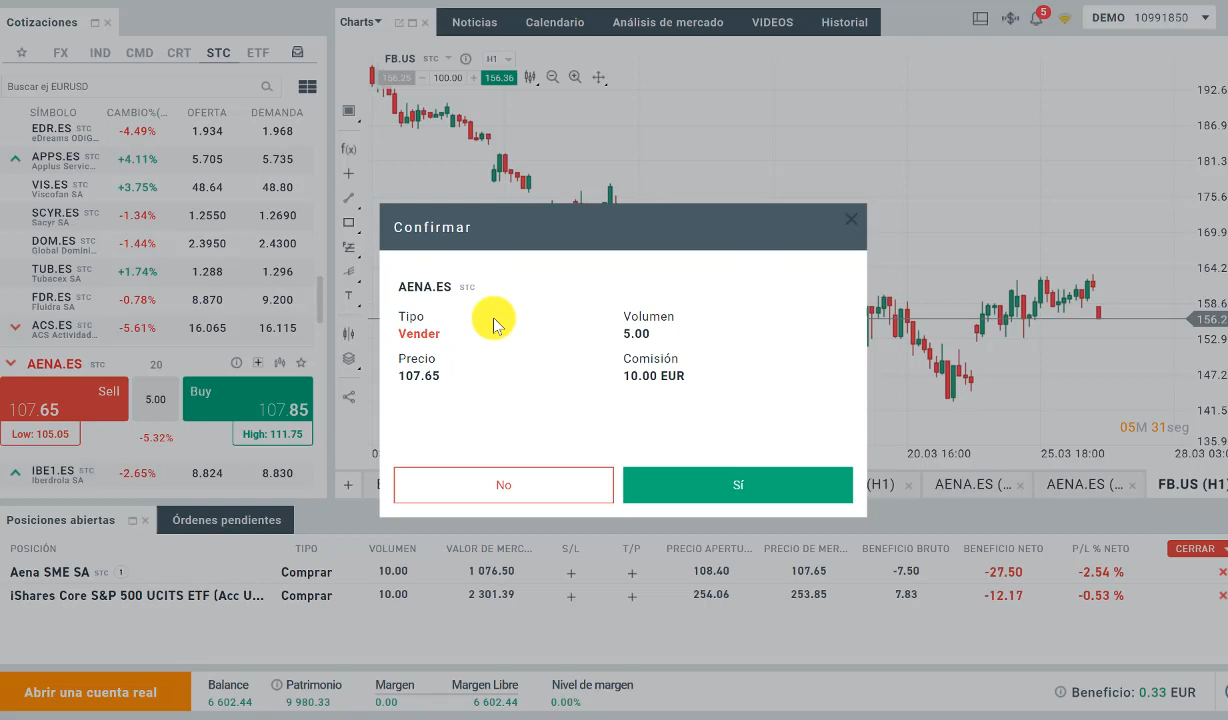 Cotizaciones
Charts
Noticias
Calendario
Análisis de mercado
VIDEOS
Historial
5
DEMO 10991850
FX IND CMD CRT STC ETF
Buscar ej EURUSD
SÍMBOLO CAMBIO%(... OFERTA DEMANDA
EDR.ES STC -4.49% 1.934 1.968
eDreams ODIG...
APPS.ES STC +4.11% 5.705 5.735
Applus Servic...
VIS.ES STC +3.75% 48.64 48.80
Viscofan SA
SCYR.ES STC -1.34% 1.2550 1.2690
Sacyr SA
DOM.ES STC -1.44% 2.3950 2.4300
Global Domini...
TUB.ES STC +1.74% 1.288 1.296
Tubacex SA
FDR.ES STC -0.78% 8.870 9.200
Fluidra SA
ACS.ES STC -5.61% 16.065 16.115
ACS Actividad...
AENA.ES STC 20
Sell
107.65
5.00
Buy
107.85
Low: 105.05
-5.32%
High: 111.75
IBE1.ES STC -2.65% 8.824 8.830
Iberdrola SA
FB.US STC H1
156.25 100.00 156.36
f(x)
T
192.6
186.9
181.3
175.6
169.9
164.2
158.6
156.2
152.9
147.2
141.5
135.9
05M 31seg
20.03 16:00
25.03 18:00
28.03 03:
(H1)
AENA.ES (...
AENA.ES (...
FB.US (H1)
Confirmar
AENA.ES STC
Tipo
Vender
Volumen
5.00
Precio
107.65
Comisión
10.00 EUR
No
Sí
Posiciones abiertas
Órdenes pendientes
POSICIÓN TIPO VOLUMEN VALOR DE MERC... S/L T/P PRECIO APERTU... PRECIO DE MER... BENEFICIO BRUTO BENEFICIO NETO P/L % NETO CERRAR
Aena SME SA STC 1 Comprar 10.00 1 076.50 + + 108.40 107.65 -7.50 -27.50 -2.54 %
iShares Core S&P 500 UCITS ETF (Acc U... Comprar 10.00 2 301.39 + + 254.06 253.85 7.83 -12.17 -0.53 %
Abrir una cuenta real
Balance Patrimonio Margen Margen Libre Nivel de margen
6 602.44 9 980.33 0.00 6 602.44 0.00%
Beneficio: 0.33 EUR